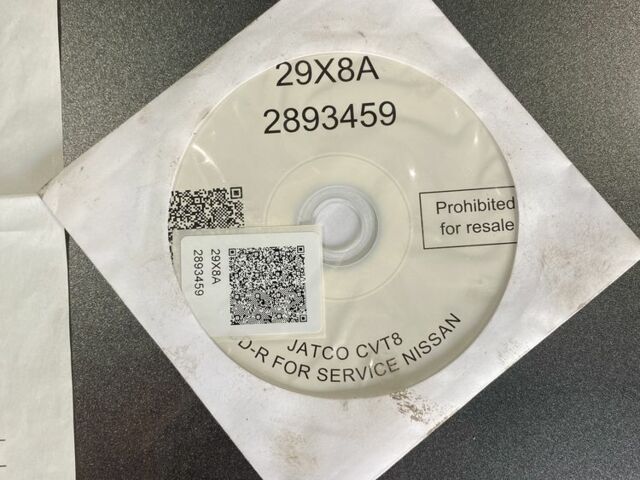 29X8A
2893459
Prohibited
for resale
29X8A
2893459
JATCO CVT8
D-R FOR SERVICE NISSAN